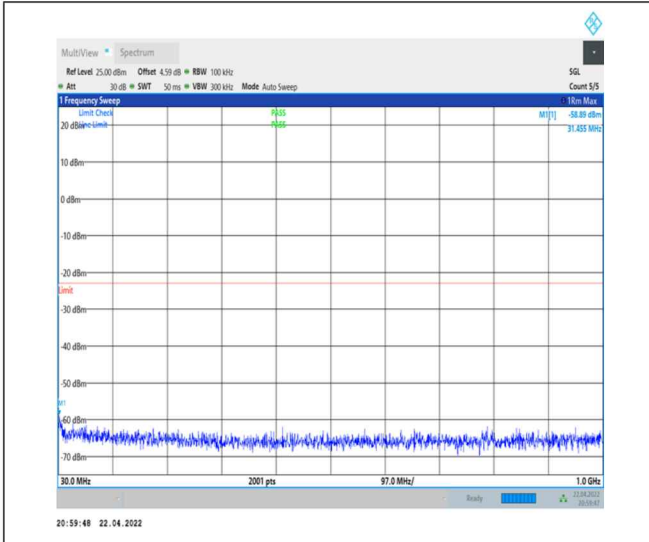 MultiView Spectrum
Ref Level 25.00 dBm Offset 4.59 dB RBW 100 kHz SGL
Att 30 dB SWT 50 ms VBW 300 kHz Mode Auto Sweep Count 5/5
1 Frequency Sweep 1Rm Max
Limit Check PASS M1[1] -58.89 dBm
20 dBm Line Limit PASS 31.455 MHz
10 dBm
0 dBm
-10 dBm
-20 dBm
Limit
-30 dBm
-40 dBm
-50 dBm
M1
-60 dBm
-70 dBm
30.0 MHz 2001 pts 97.0 MHz/ 1.0 GHz
Ready 22.04.2022
20:59:47
20:59:48 22.04.2022